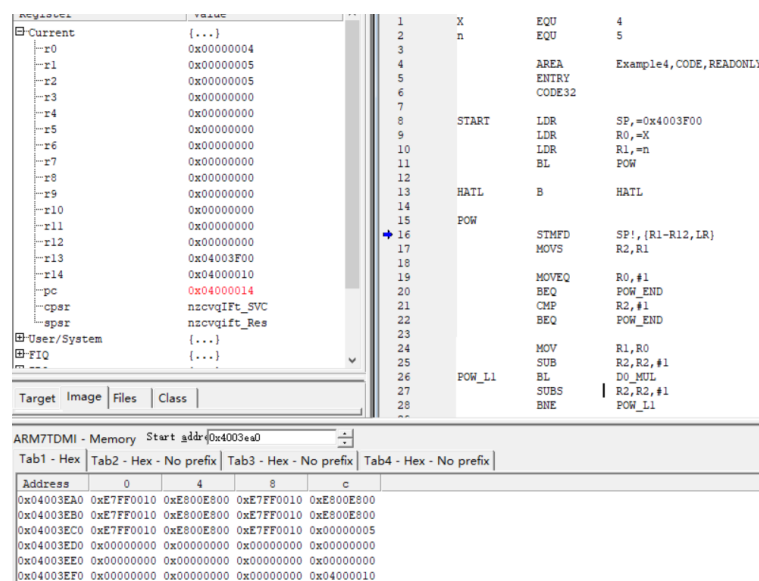 Register Value
Current {...}
r0 0x00000004
r1 0x00000005
r2 0x00000005
r3 0x00000000
r4 0x00000000
r5 0x00000000
r6 0x00000000
r7 0x00000000
r8 0x00000000
r9 0x00000000
r10 0x00000000
r11 0x00000000
r12 0x00000000
r13 0x04003F00
r14 0x04000010
pc 0x04000014
cpsr nzcvqIFt_SVC
spsr nzcvqift_Res
User/System {...}
FIQ {...}
Target Image Files Class
1 X EQU 4
2 n EQU 5
3
4 AREA Example4,CODE,READONLY
5 ENTRY
6 CODE32
7
8 START LDR SP,=0x4003F00
9 LDR R0,=X
10 LDR R1,=n
11 BL POW
12
13 HATL B HATL
14
15 POW
16 STMFD SP!,{R1-R12,LR}
17 MOVS R2,R1
18
19 MOVEQ R0,#1
20 BEQ POW_END
21 CMP R2,#1
22 BEQ POW_END
23
24 MOV R1,R0
25 SUB R2,R2,#1
26 POW_L1 BL D0_MUL
27 SUBS R2,R2,#1
28 BNE POW_L1
ARM7TDMI - Memory Start addr 0x4003ea0
Tab1 - Hex Tab2 - Hex - No prefix Tab3 - Hex - No prefix Tab4 - Hex - No prefix
Address 0 4 8 c
0x04003EA0 0xE7FF0010 0xE800E800 0xE7FF0010 0xE800E800
0x04003EB0 0xE7FF0010 0xE800E800 0xE7FF0010 0xE800E800
0x04003EC0 0xE7FF0010 0xE800E800 0xE7FF0010 0x00000005
0x04003ED0 0x00000000 0x00000000 0x00000000 0x00000000
0x04003EE0 0x00000000 0x00000000 0x00000000 0x00000000
0x04003EF0 0x00000000 0x00000000 0x00000000 0x04000010